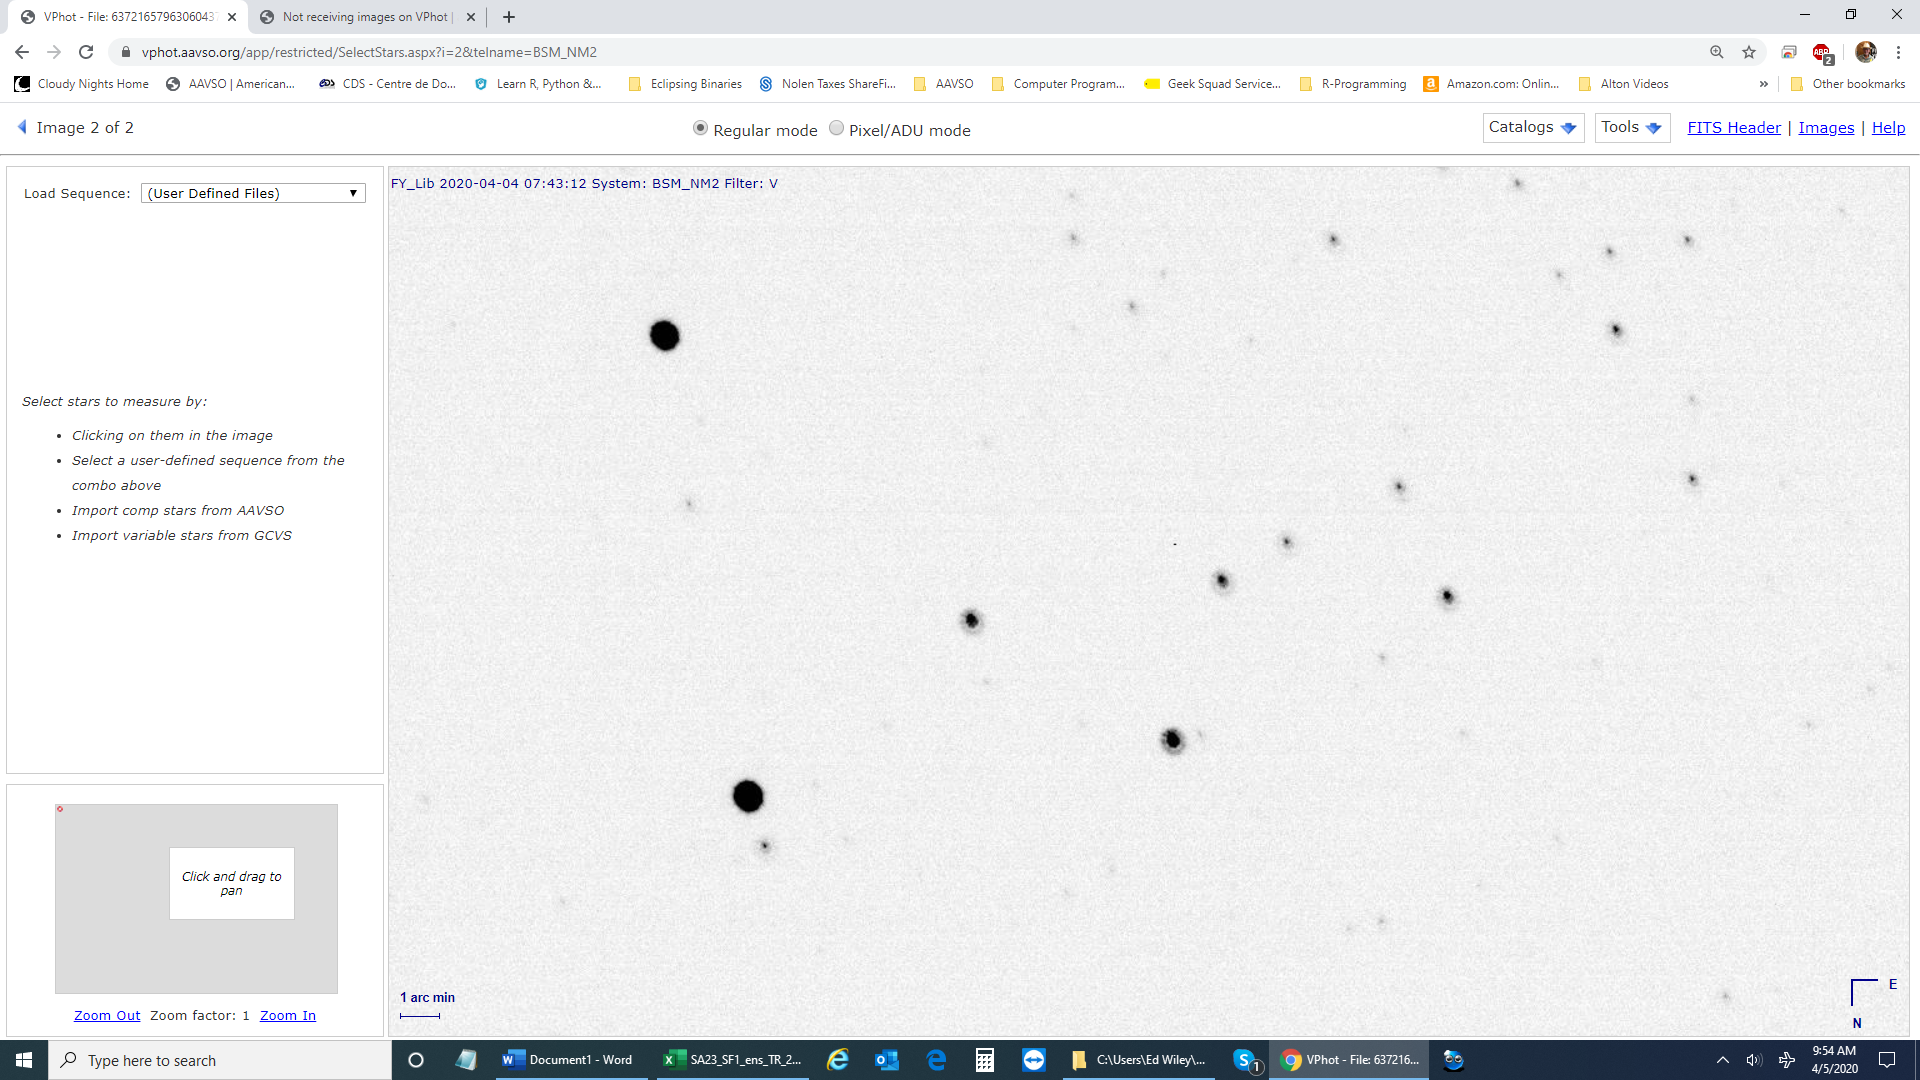 VPhot - File: 63721657963060437
Not receiving images on VPhot |
vphot.aavso.org/app/restricted/SelectStars.aspx?i=2&telname=BSM_NM2
ABP
2
Cloudy Nights Home
AAVSO | American...
CDS - Centre de Do...
Learn R, Python &...
Eclipsing Binaries
Nolen Taxes ShareFi...
AAVSO
Computer Program...
Geek Squad Service...
R-Programming
Amazon.com: Onlin...
Alton Videos
»
Other bookmarks
Image 2 of 2
Regular mode
Pixel/ADU mode
Catalogs
Tools
FITS Header | Images | Help
Load Sequence: (User Defined Files)
FY_Lib 2020-04-04 07:43:12 System: BSM_NM2 Filter: V
Select stars to measure by:
• Clicking on them in the image
• Select a user-defined sequence from the
combo above
• Import comp stars from AAVSO
• Import variable stars from GCVS
Click and drag to
pan
Zoom Out Zoom factor: 1 Zoom In
1 arc min
E
N
Type here to search
Document1 - Word
SA23_SF1_ens_TR_2...
C:\Users\Ed Wiley\...
1
VPhot - File: 637216...
9:54 AM
4/5/2020